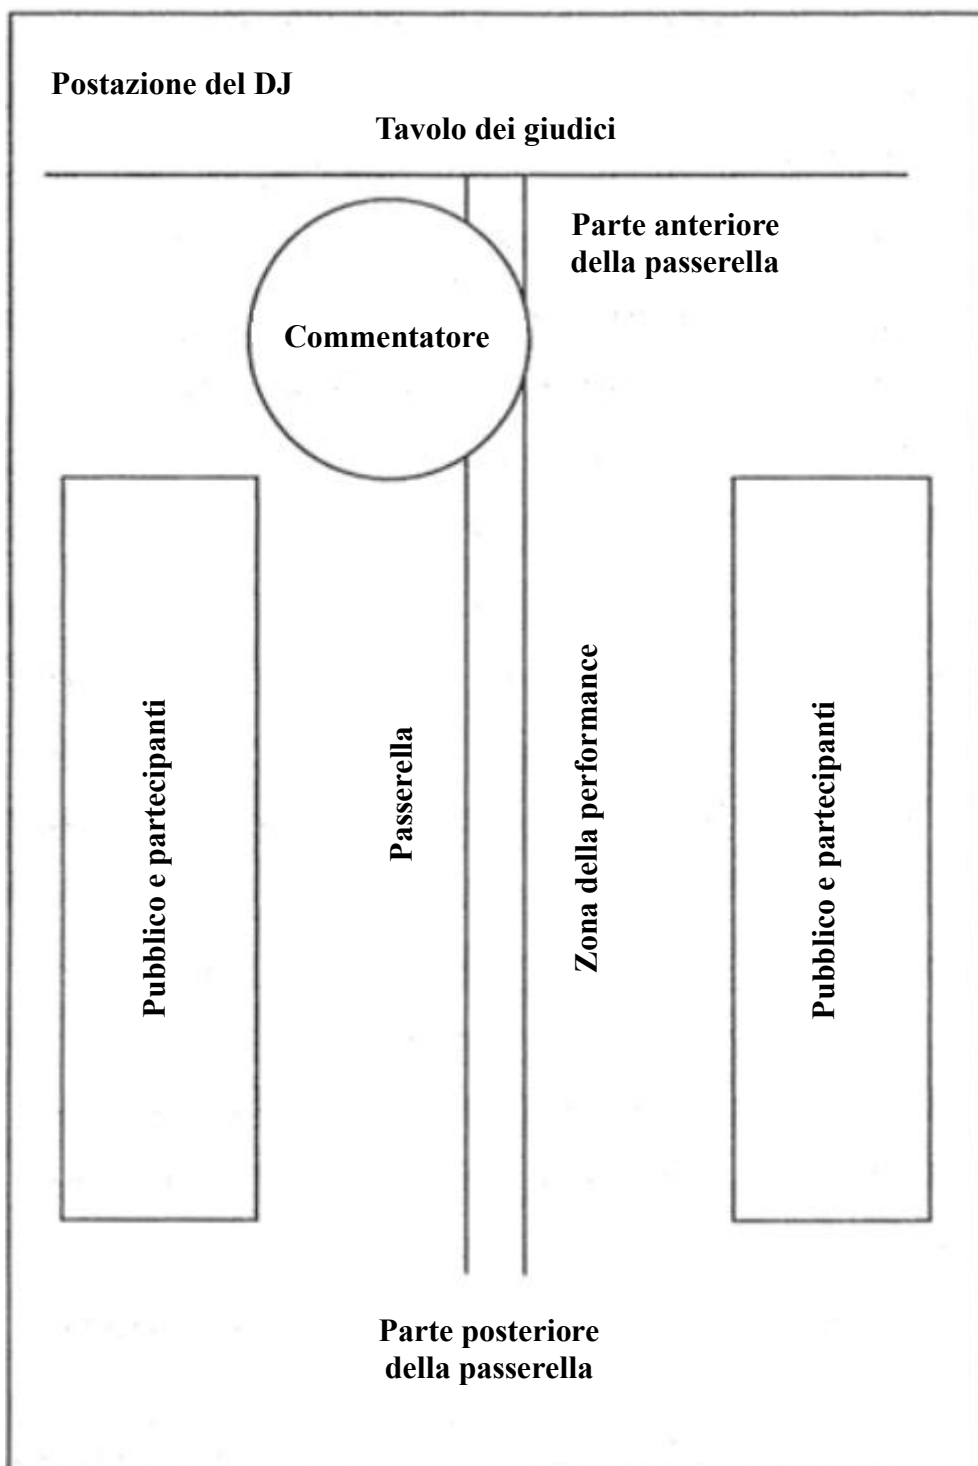 Postazione del DJ
Tavolo dei giudici
Parte anteriore
della passerella
Commentatore
Pubblico e partecipanti
Passerella
Zona della performance
Pubblico e partecipanti
Parte posteriore
della passerella